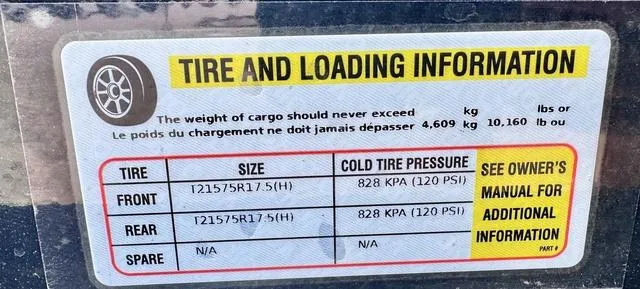 TIRE AND LOADING INFORMATION
The weight of cargo should never exceed kg lbs or
Le poids du chargement ne doit jamais dépasser 4,609 kg 10,160 lb ou
TIRE SIZE COLD TIRE PRESSURE
FRONT T21575R17.5(H) 828 KPA (120 PSI)
REAR T21575R17.5(H) 828 KPA (120 PSI)
SPARE N/A N/A
SEE OWNER'S
MANUAL FOR
ADDITIONAL
INFORMATION
PART #